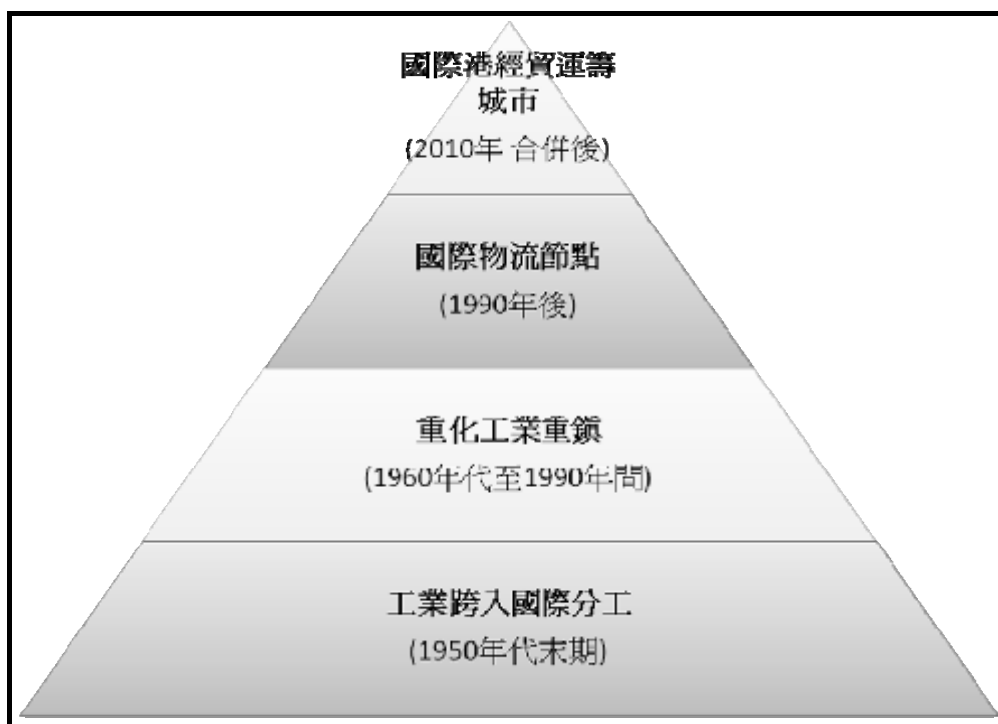 國際港經貿運籌
城市
(2010年 合併後)
國際物流節點
(1990年後)
重化工業重鎮
(1960年代至1990年間)
工業跨入國際分工
(1950年代末期)